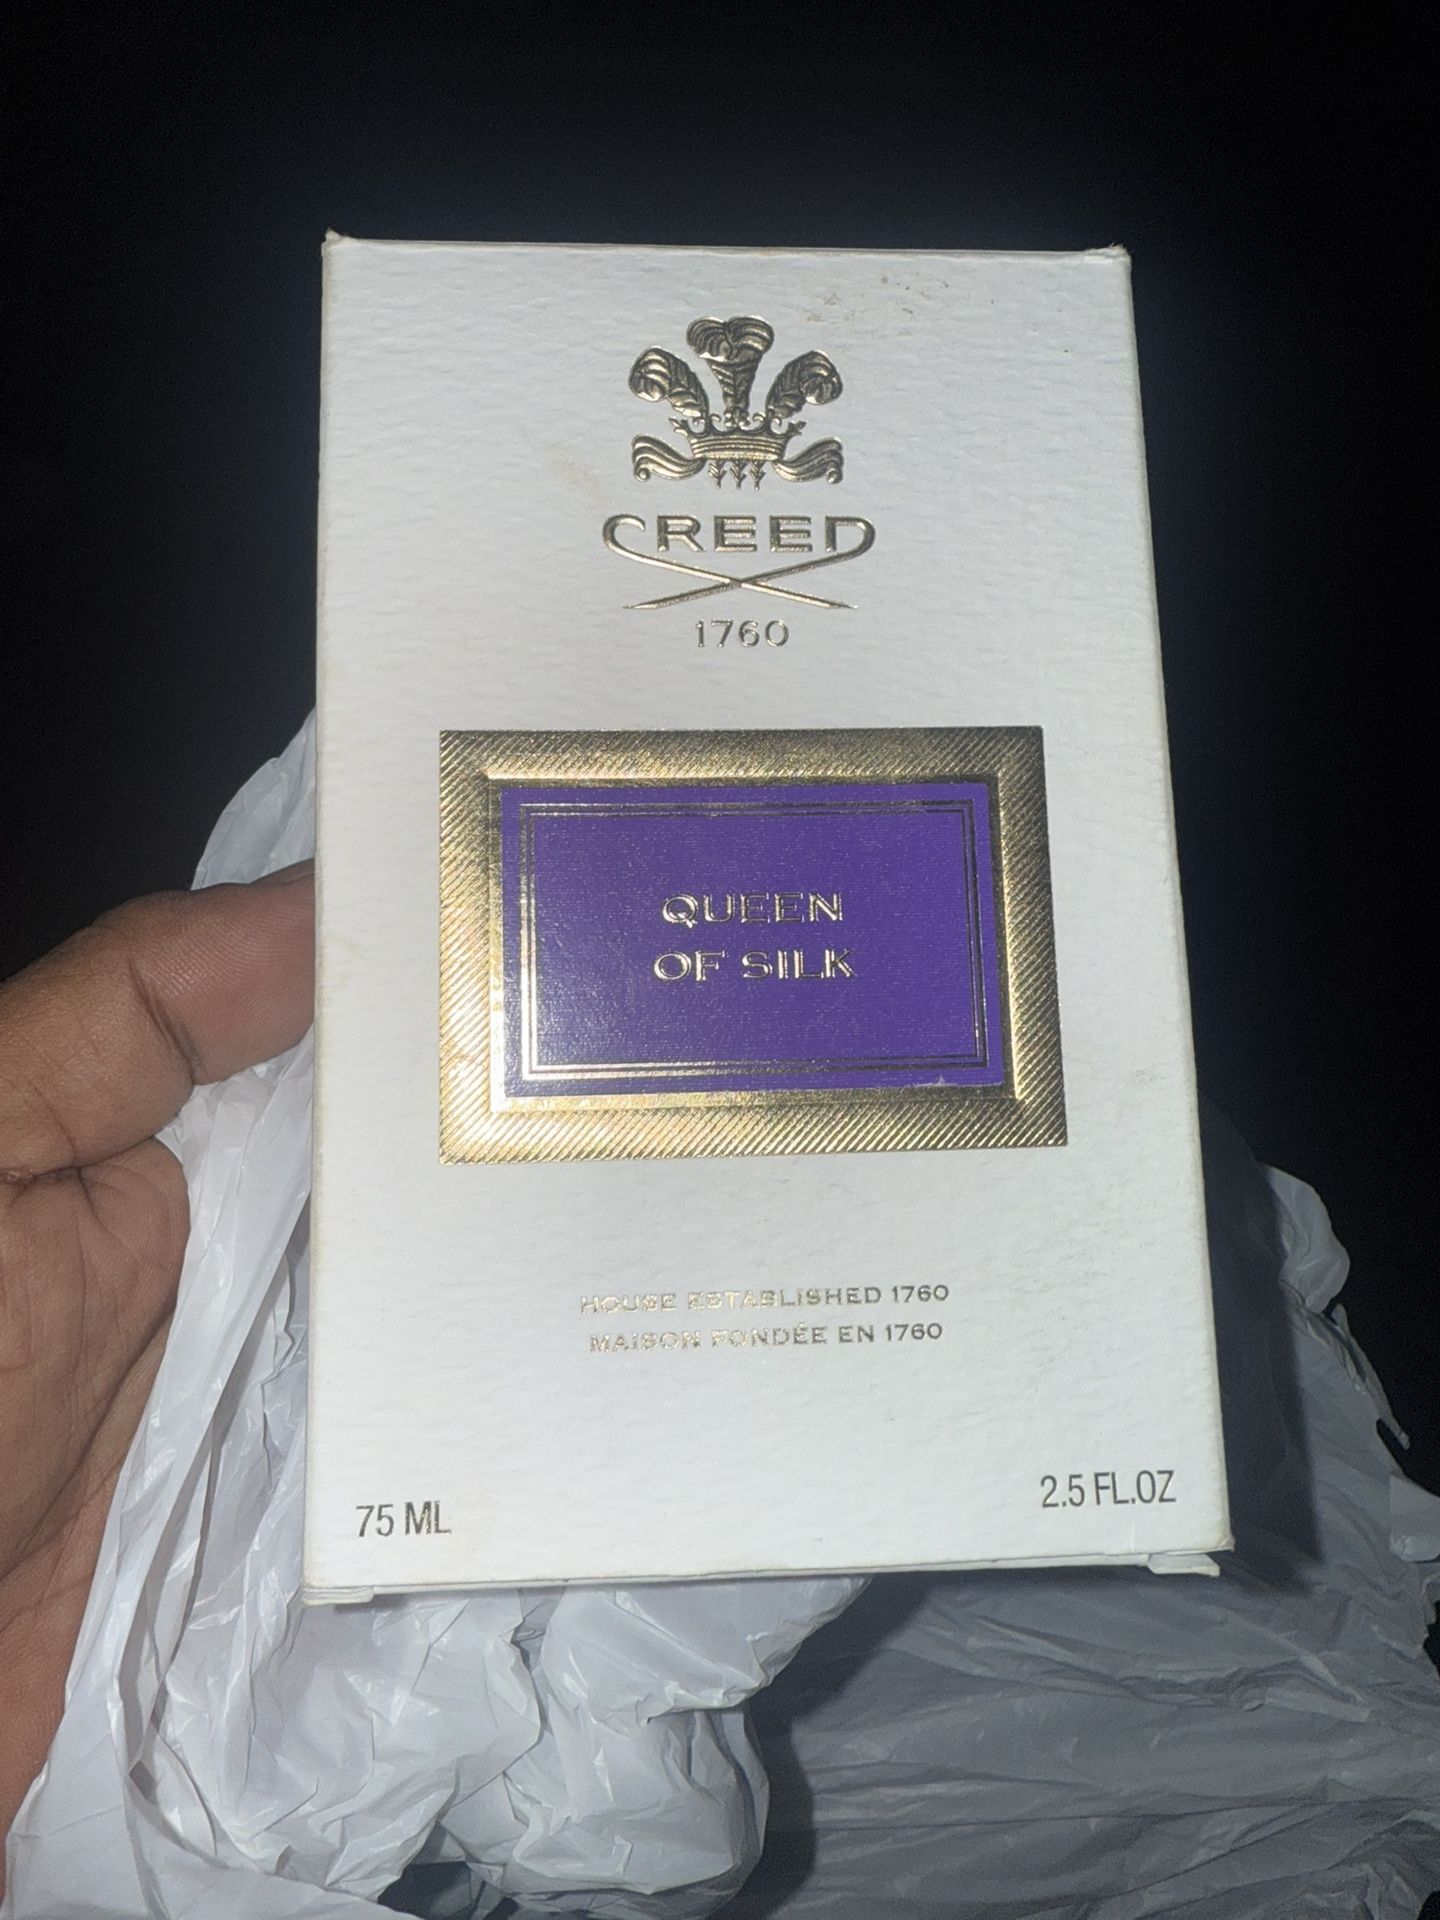 CREED
1760
QUEEN
OF SILK
HOUSE ESTABLISHED 1760
MAISON FONDÉE EN 1760
75 ML
2.5 FL.OZ